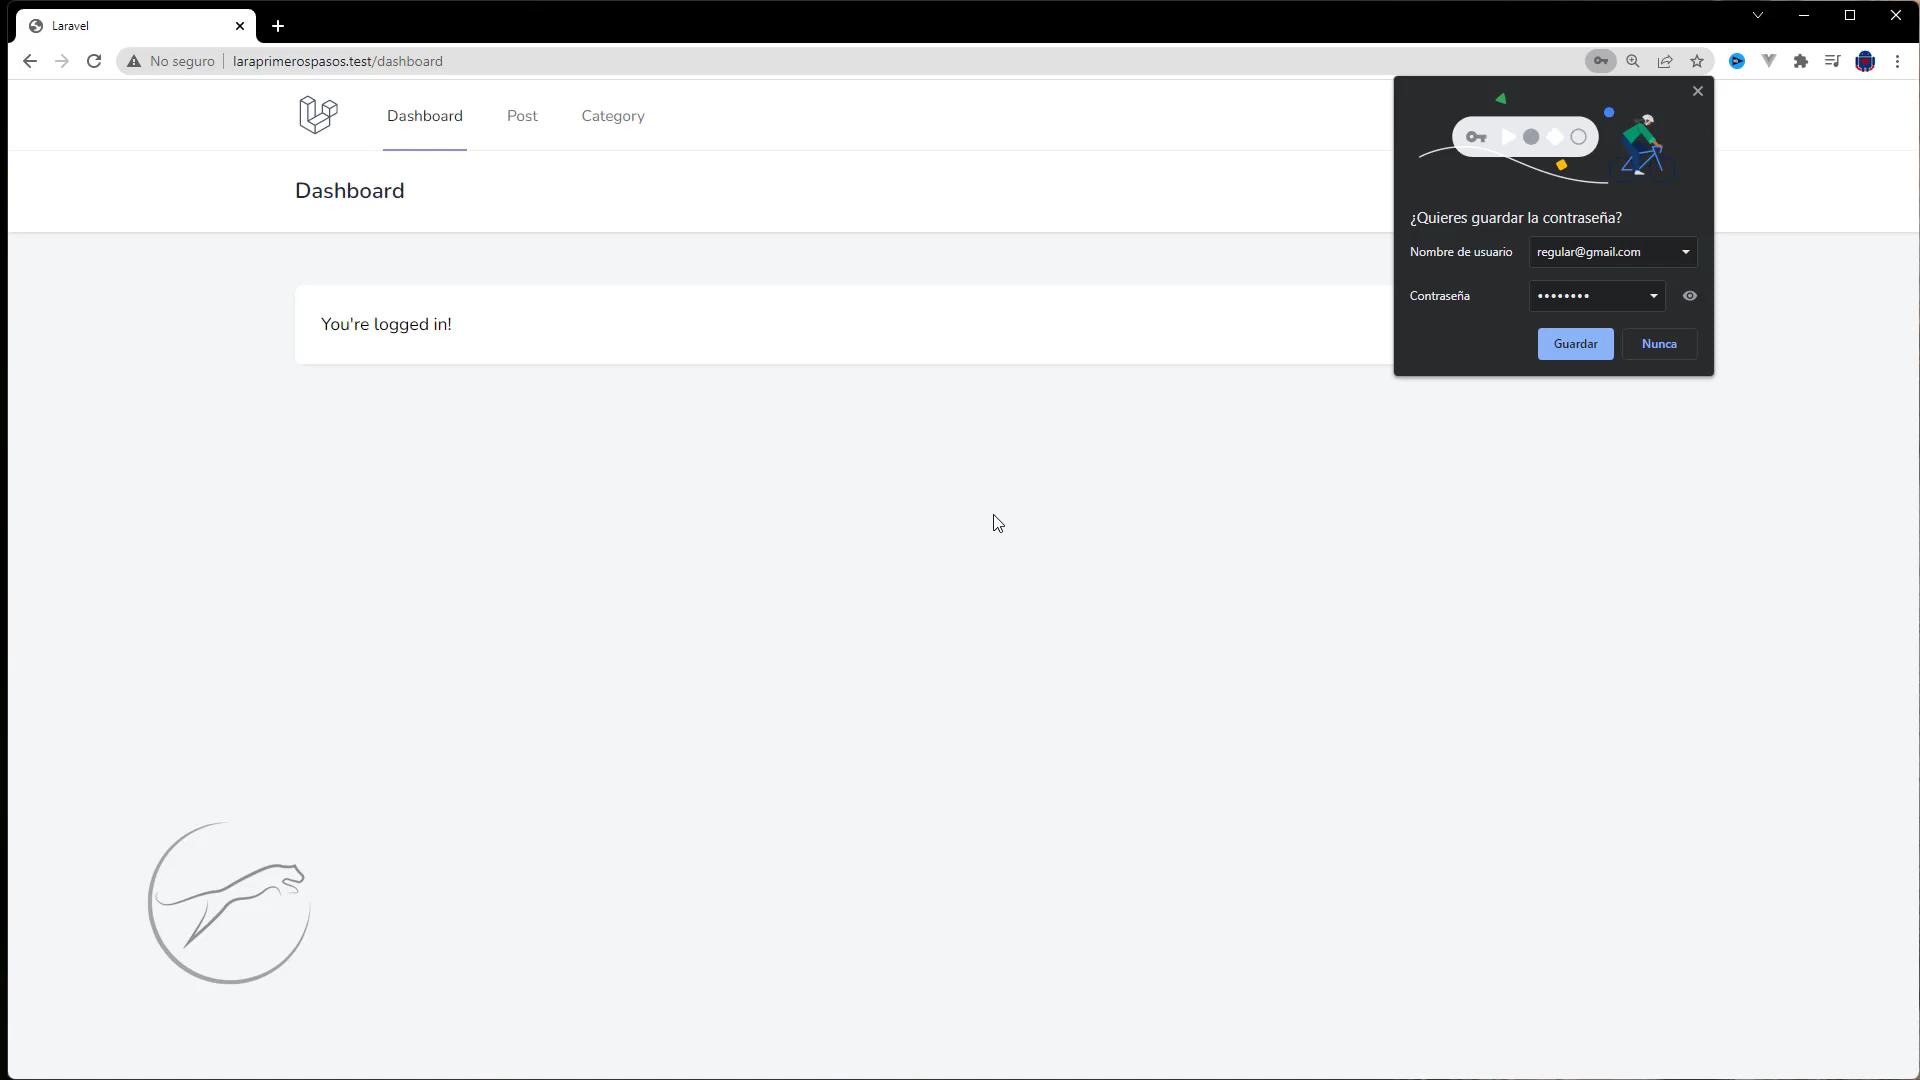 Laravel
No seguro
laraprimerospasos.test/dashboard
Dashboard
Post
Category
Dashboard
You're logged in!
¿Quieres guardar la contraseña?
Nombre de usuario
regular@gmail.com
Contraseña
••••••••
Guardar
Nunca